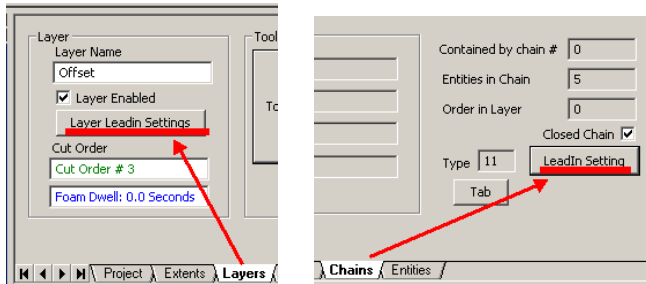 Layer
Layer Name
Offset
Layer Enabled
Layer Leadin Settings
Cut Order
Cut Order # 3
Foam Dwell: 0.0 Seconds
Tool
To
Project Extents Layers
Contained by chain # 0
Entities in Chain 5
Order in Layer 0
Closed Chain
Type 11 LeadIn Setting
Tab
Chains Entities